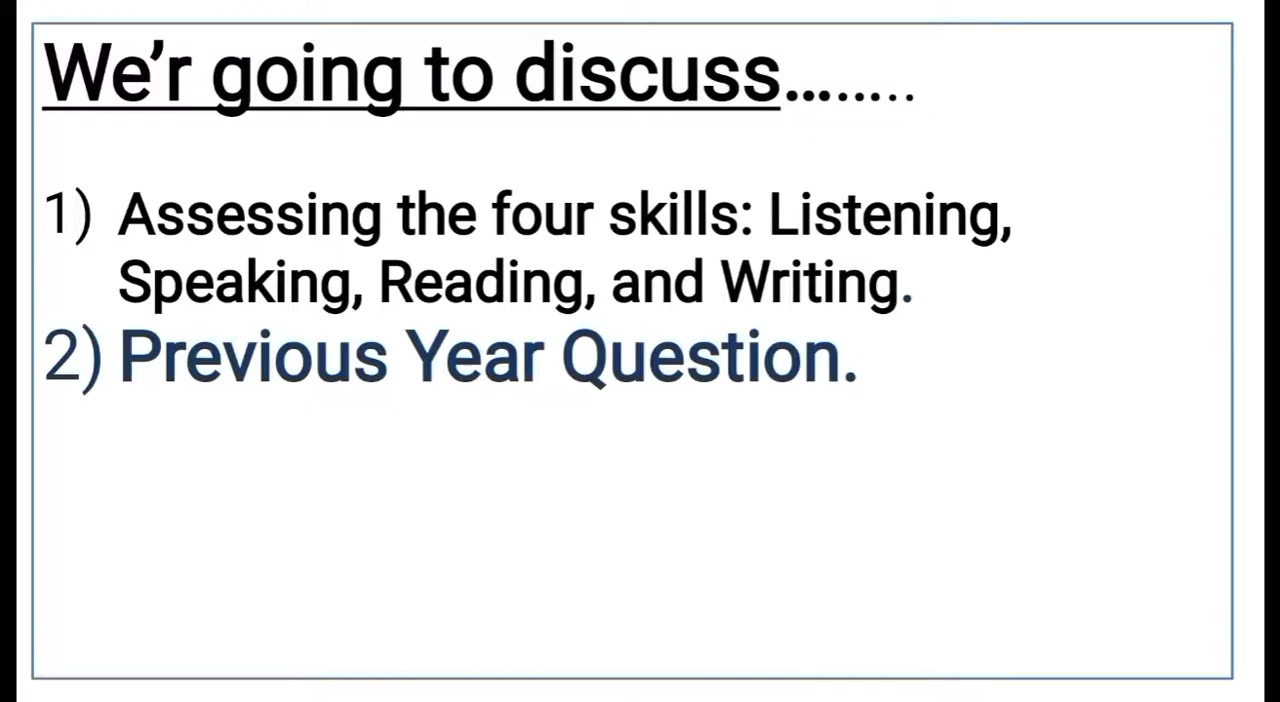 We’r going to discuss……..
1) Assessing the four skills: Listening,
Speaking, Reading, and Writing.
2) Previous Year Question.